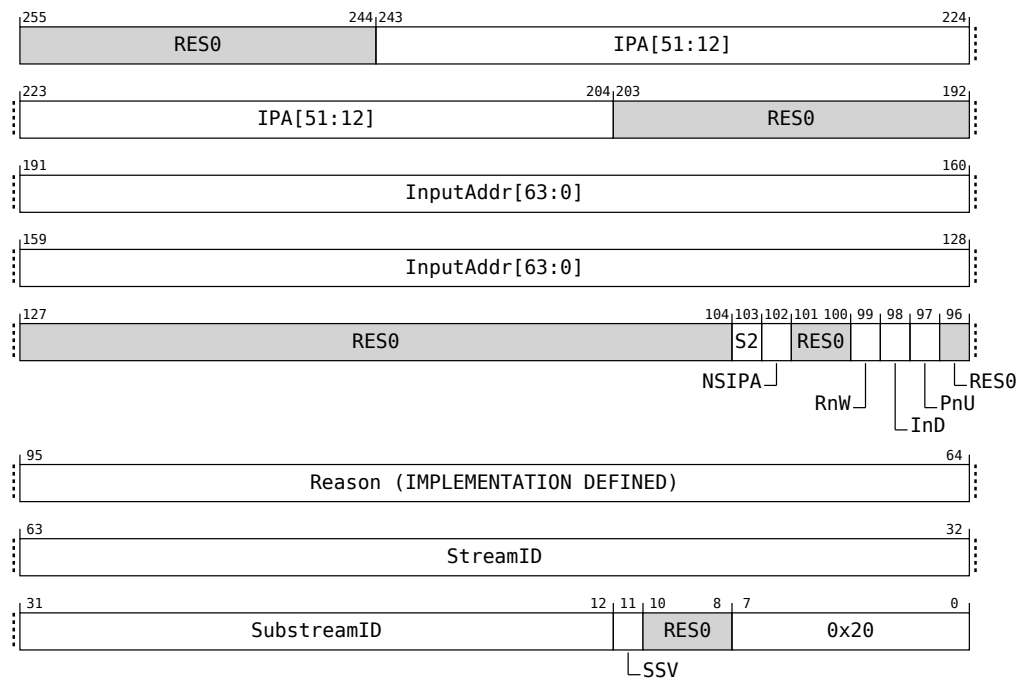 255 244 243 224
RES0 IPA[51:12]
223 204 203 192
IPA[51:12] RES0
191 160
InputAddr[63:0]
159 128
InputAddr[63:0]
127 104 103 102 101 100 99 98 97 96
RES0 S2 RES0
NSIPA RES0
RnW PnU
InD
95 64
Reason (IMPLEMENTATION DEFINED)
63 32
StreamID
31 12 11 10 8 7 0
SubstreamID RES0 0x20
SSV